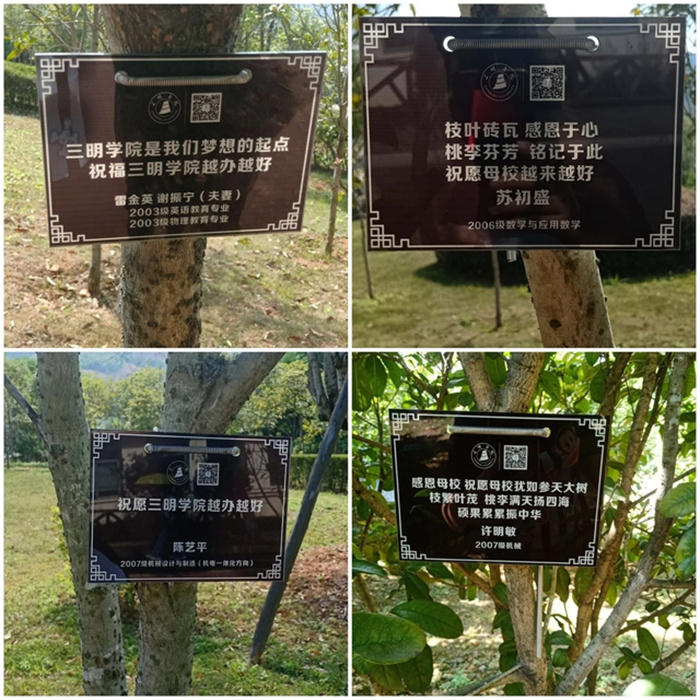 三明学院是我们梦想的起点
祝福三明学院越办越好
雷金英 谢振宁（夫妻）
2003级英语教育专业
2003级物理教育专业
枝叶砖瓦 感恩于心
桃李芬芳 铭记于此
祝愿母校越来越好
苏初盛
2006级数学与应用数学
祝愿三明学院越办越好
陈艺平
2007级机械设计与制造（机电一体化方向）
感恩母校 祝愿母校犹如参天大树
枝繁叶茂 桃李满天扬四海
硕果累累振中华
许明敏
2007级机械